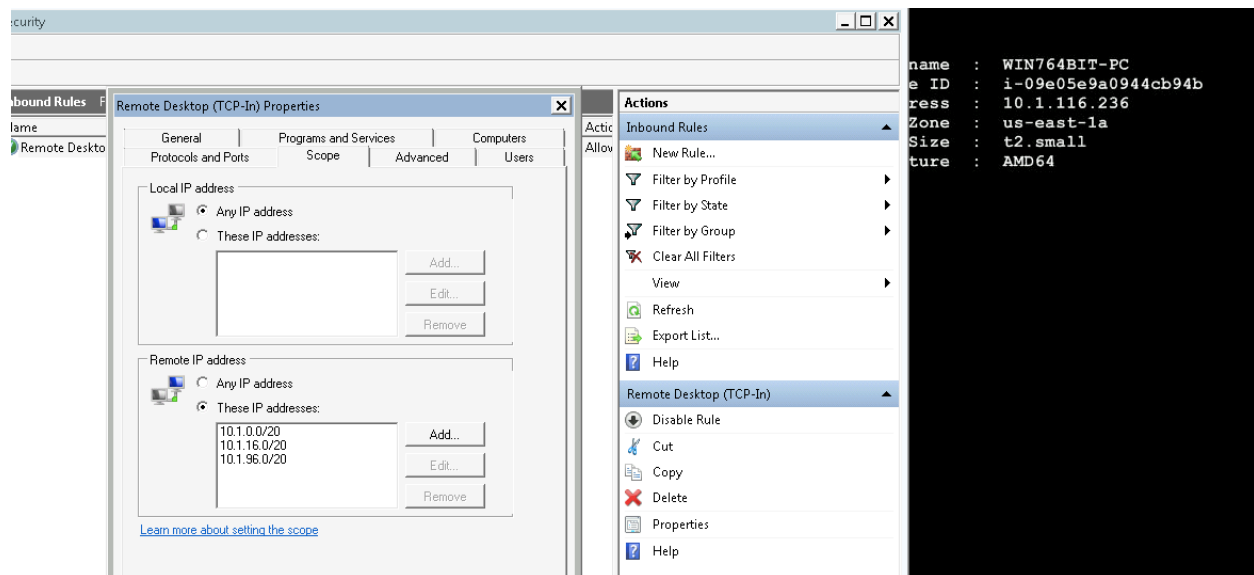 curity
Inbound Rules F
Name
Remote Deskto
Actio
Allow
Remote Desktop (TCP-In) Properties
General
Programs and Services
Computers
Protocols and Ports
Scope
Advanced
Users
Local IP address
Any IP address
These IP addresses:
Add...
Edit...
Remove
Remote IP address
Any IP address
These IP addresses:
10.1.0.0/20
10.1.16.0/20
10.1.96.0/20
Add...
Edit...
Remove
Learn more about setting the scope
Actions
Inbound Rules
New Rule...
Filter by Profile
Filter by State
Filter by Group
Clear All Filters
View
Refresh
Export List...
Help
Remote Desktop (TCP-In)
Disable Rule
Cut
Copy
Delete
Properties
Help
name : WIN764BIT-PC
e ID : i-09e05e9a0944cb94b
ress : 10.1.116.236
Zone : us-east-1a
Size : t2.small
ture : AMD64